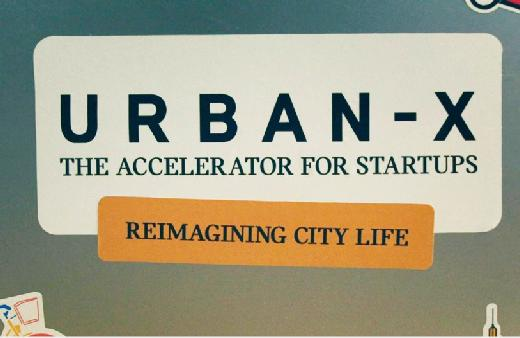 URBAN-X
THE ACCELERATOR FOR STARTUPS
REIMAGINING CITY LIFE